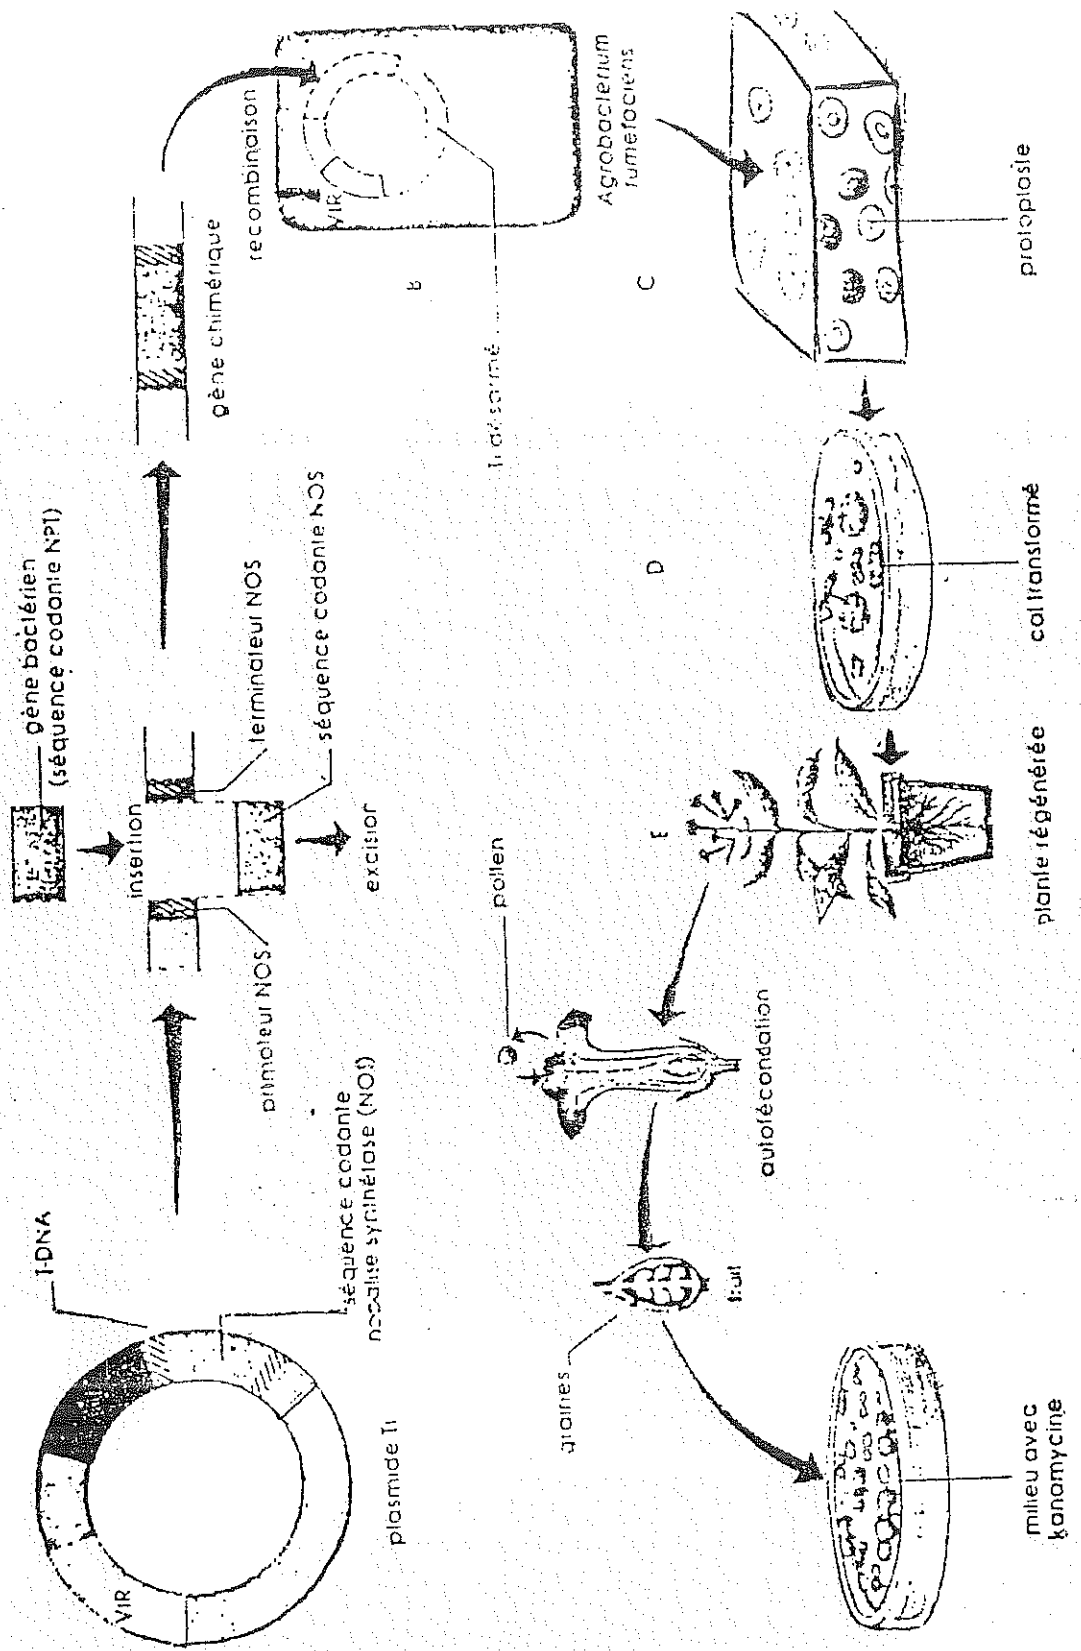 gène bactérien
(séquence codante NPT)
T-DNA
insertion
terminateur NOS
séquence codante NOS
promoteur NOS
excision
gène chimérique
recombinaison
VIR
VIR
plasmide Ti
séquence codante
nopaline synthétase (NOS)
B
Ti désarmé
Agrobacterium
tumefaciens
C
D
E
pollen
graines
fruit
autofécondation
milieu avec
kanamycine
plante régénérée
cal transformé
protoplaste